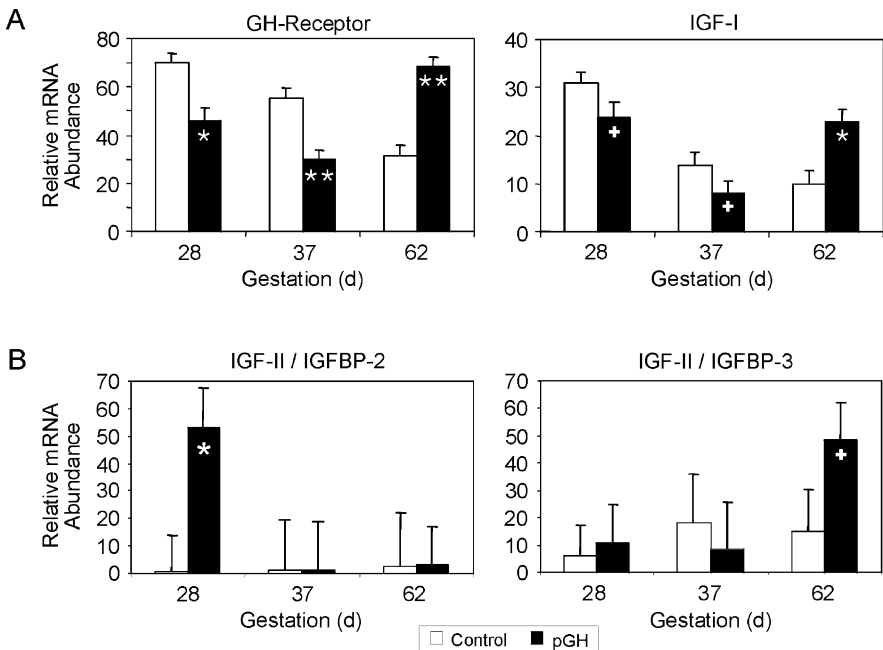 A
GH-Receptor
Relative mRNA
Abundance
80
60
40
20
0
*
**
**
28 37 62
Gestation (d)
IGF-I
40
30
20
10
0
+
+
*
28 37 62
Gestation (d)
B
IGF-II / IGFBP-2
Relative mRNA
Abundance
70
60
50
40
30
20
10
0
*
28 37 62
Gestation (d)
IGF-II / IGFBP-3
70
60
50
40
30
20
10
0
+
28 37 62
Gestation (d)
Control pGH